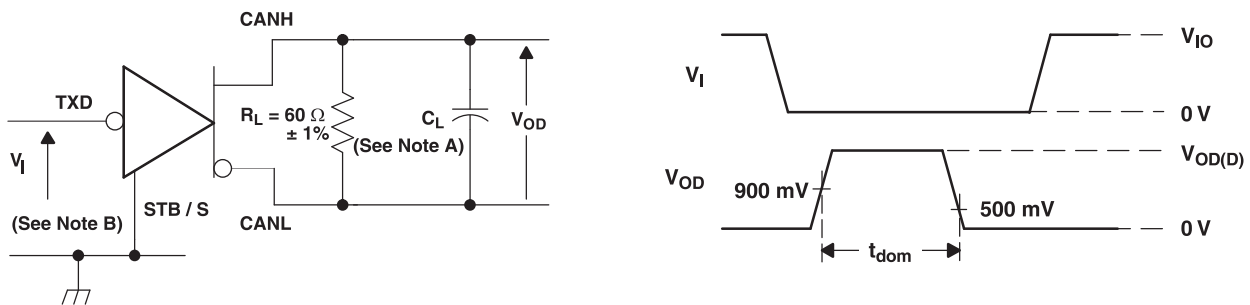 CANH
TXD
R_L = 60 Ω
± 1%
(See Note A)
C_L
V_OD
V_I
(See Note B)
STB / S
CANL
V_I
V_IO
0 V
V_OD(D)
V_OD
900 mV
500 mV
0 V
t_dom